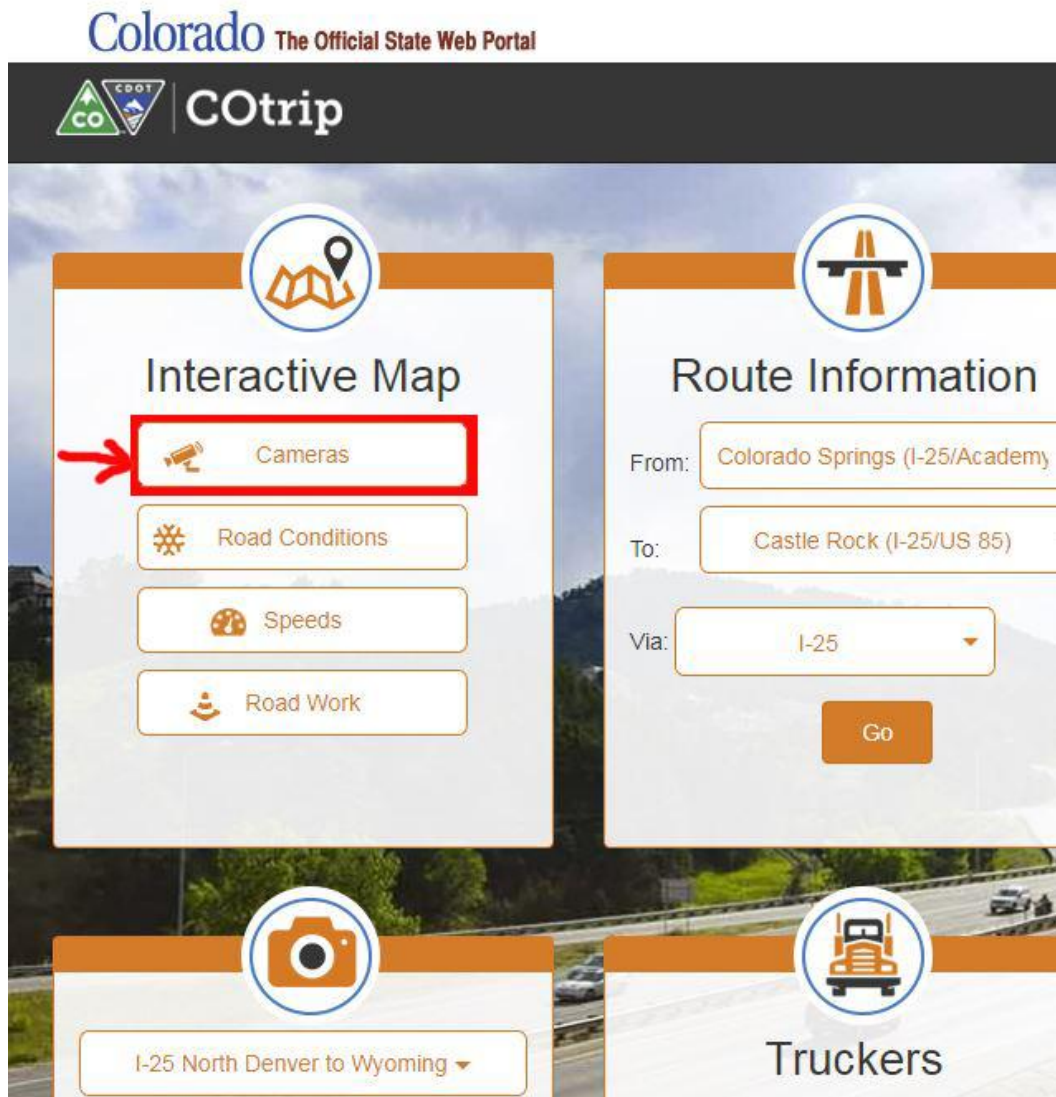 Colorado The Official State Web Portal
CO CDOT COtrip
Interactive Map
Cameras
Road Conditions
Speeds
Road Work
Route Information
From: Colorado Springs (I-25/Academy
To: Castle Rock (I-25/US 85)
Via: I-25
Go
I-25 North Denver to Wyoming
Truckers